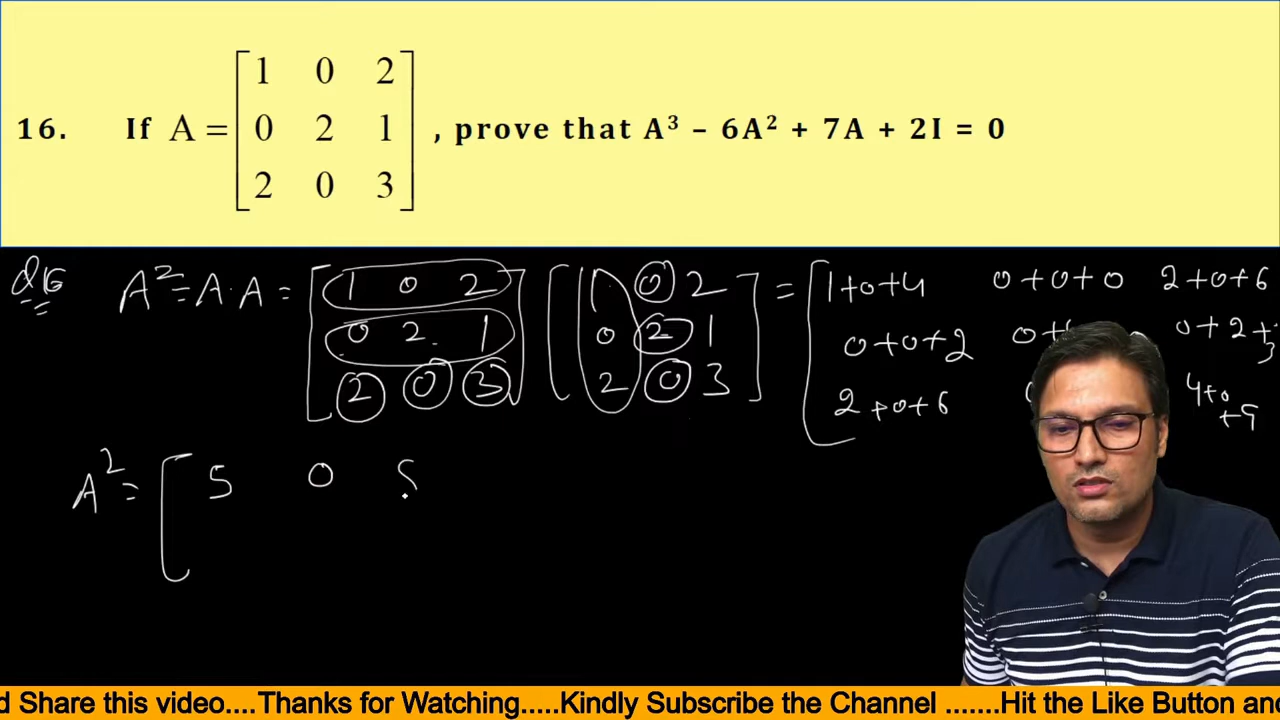 16. If A = [1 0 2
0 2 1
2 0 3] , prove that A³ – 6A² + 7A + 2I = 0
Q16 A² = A·A = [1 0 2 [1 0 2 = [1+0+4 0+0+0 2+0+6
0 2 1 0 2 1 0+0+2 0+ 0+2+3
2 0 3] 2 0 3] 2+0+6 4+0+9
A² = [5 0
d Share this video....Thanks for Watching.....Kindly Subscribe the Channel .......Hit the Like Button and